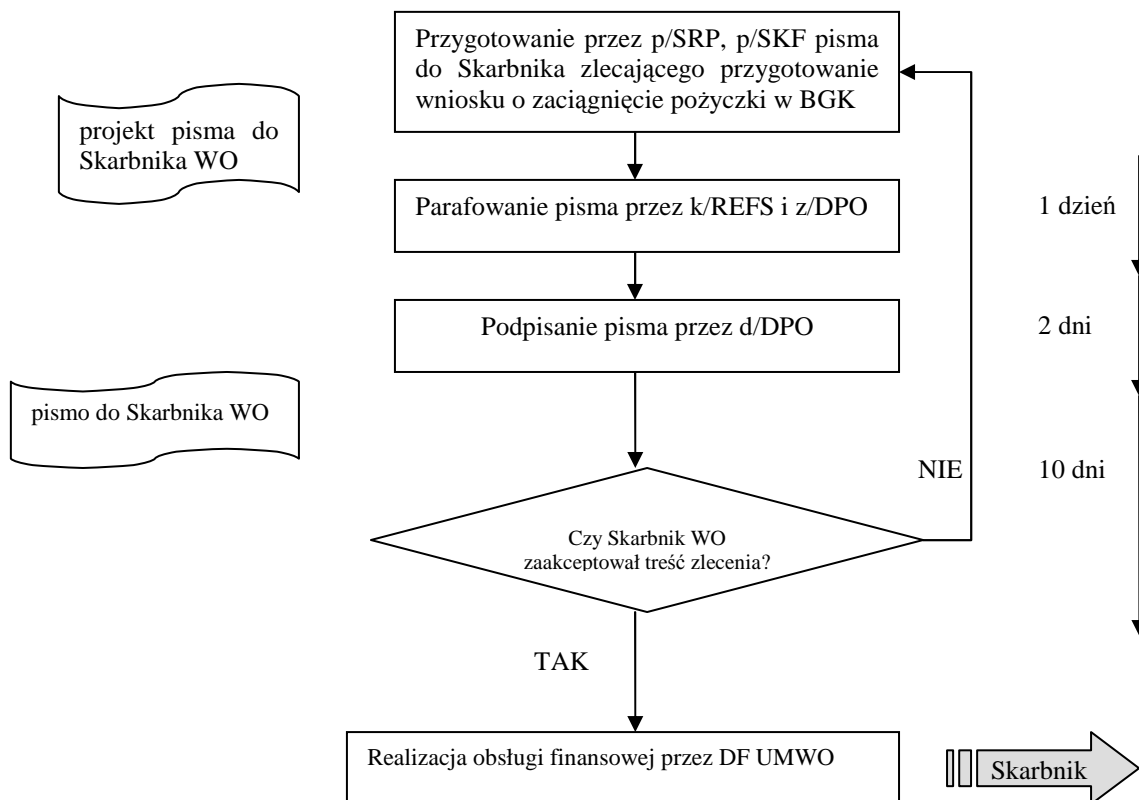 Przygotowanie przez p/SRP, p/SKF pisma
do Skarbnika zlecającego przygotowanie
wniosku o zaciągnięcie pożyczki w BGK
projekt pisma do
Skarbnika WO
Parafowanie pisma przez k/REFS i z/DPO
1 dzień
Podpisanie pisma przez d/DPO
2 dni
pismo do Skarbnika WO
NIE
10 dni
Czy Skarbnik WO
zaakceptował treść zlecenia?
TAK
Realizacja obsługi finansowej przez DF UMWO
Skarbnik